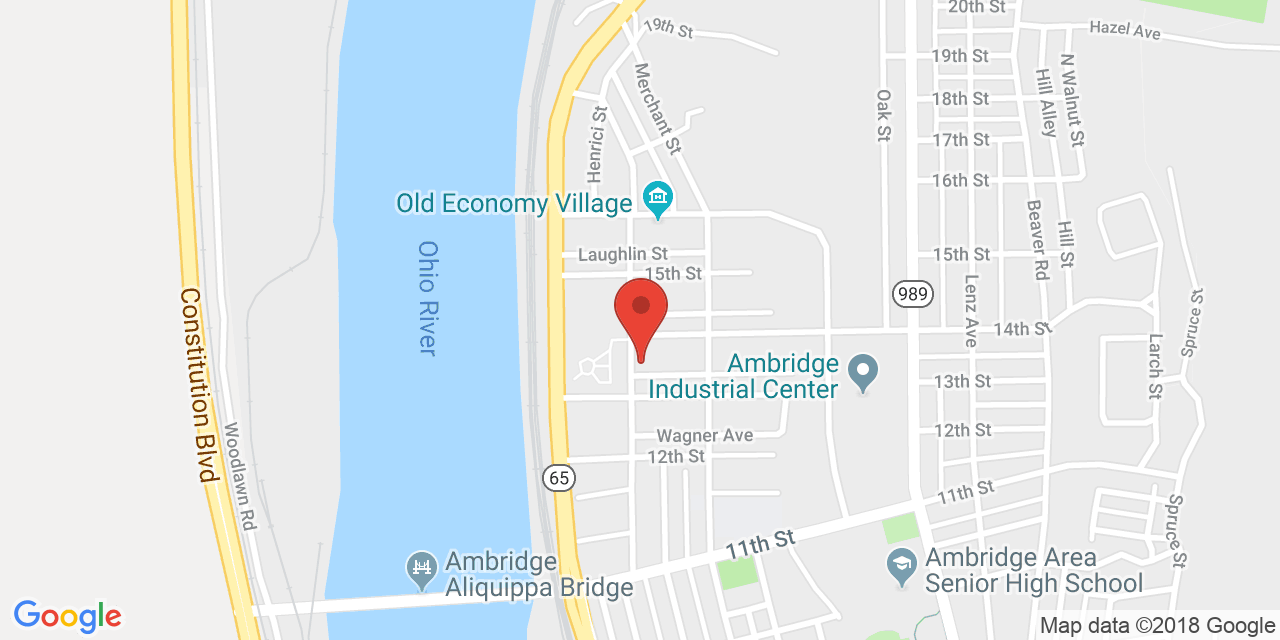 20th St
Hazel Ave
19th St
19th St
Merchant St
Hill Alley
N Walnut St
Oak St
18th St
Henrici St
17th St
16th St
Old Economy Village
Beaver Rd
Hill St
Laughlin St
15th St
15th St
Ohio River
Lenz Ave
989
Spruce St
Constitution Blvd
14th St
Larch St
Ambridge
Industrial Center
13th St
Woodlawn Rd
Wagner Ave
12th St
12th St
65
11th St
11th St
Spruce St
Ambridge
Aliquippa Bridge
Ambridge Area
Senior High School
Google
Map data ©2018 Google